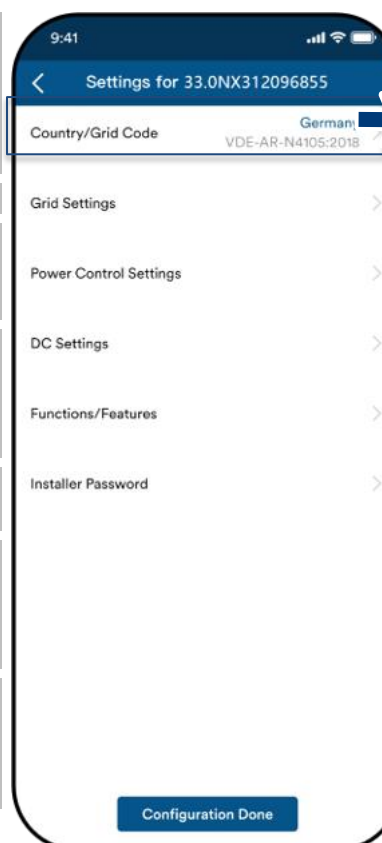 9:41
Settings for 33.0NX312096855
Country/Grid Code
German
VDE-AR-N4105:2018
Grid Settings
Power Control Settings
DC Settings
Functions/Features
Installer Password
Configuration Done